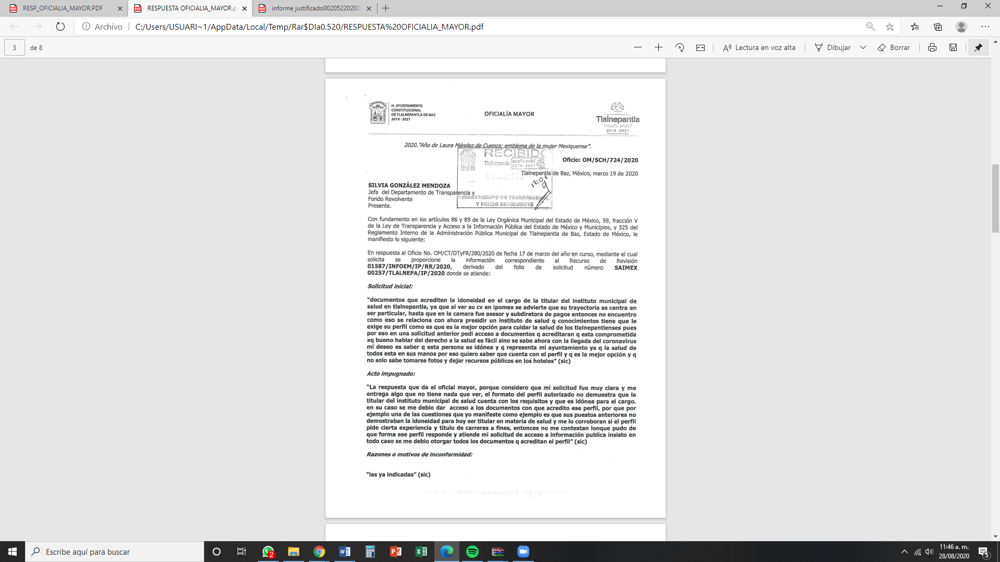 RESP_OFICIALIA_MAYOR.PDF
RESPUESTA OFICIALIA_MAYOR.p
informe justificado00205220200
Archivo
C:/Users/USUARI~1/AppData/Local/Temp/Rar$DIa0.520/RESPUESTA%20OFICIALIA_MAYOR.pdf
3 de 8
Lectura en voz alta
Dibujar
Borrar
H. AYUNTAMIENTO
CONSTITUCIONAL
DE TLALNEPANTLA DE BAZ
2019 - 2021
OFICIALÍA MAYOR
Tlalnepantla
nuestra ciudad
2019 - 2021
2020."Año de Laura Méndez de Cuenca; emblema de la mujer Mexiquense".
RECIBIDO
Tlalnepantla nuestra ciudad
2019 - 2021
Oficio: OM/SCH/724/2020
Tlalnepantla de Baz, México, marzo 19 de 2020
SILVIA GONZÁLEZ MENDOZA
Jefa del Departamento de Transparencia y
Fondo Revolvente
Presente.
DEPARTAMENTO DE TRANSPARENCIA
Y FONDO REVOLVENTE
Con fundamento en los artículos 86 y 89 de la Ley Orgánica Municipal del Estado de México, 59, fracción V
de la Ley de Transparencia y Acceso a la Información Pública del Estado de México y Municipios, y 325 del
Reglamento Interno de la Administración Pública Municipal de Tlalnepantla de Baz, Estado de México, le
manifiesto lo siguiente:
En respuesta al Oficio No. OM/CT/DTyFR/280/2020 de fecha 17 de marzo del año en curso, mediante el cual
solicita se proporcione la información correspondiente al Recurso de Revisión
01587/INFOEM/IP/RR/2020, derivado del folio de solicitud número SAIMEX
00257/TLALNEPA/IP/2020 donde se atiende:
Solicitud inicial:
"documentos que acrediten la idoneidad en el cargo de la titular del instituto municipal de
salud en tlalnepantla, ya que al ver su cv en ipomex se advierte que su trayectoria se centra en
ser particular, hasta que en la camara fue asesor y subdiretora de pagos entonces no encuentro
como eso se relaciona con ahora presidir un instituto de salud q conocimientos tiene que le
exige su perfil como es que es la mejor opción para cuidar la salud de los tlalnepantlenses pues
por eso en una solicitud anterior pedi acceso a documentos q acreditaran q esta comprometida
xq bueno hablar del derecho a la salud es fácil sino se sabe ahora con la llegada del coronavirus
mi deseo es saber q esta persona es idónea y q representa mi ayuntamiento ya q la salud de
todos esta en sus manos por eso quiero saber que cuenta con el perfil y q es la mejor opción y q
no solo sabe tomarse fotos y dejar recursos públicos en los hoteles" (sic)
Acto impugnado:
"La respuesta que da el oficial mayor, porque considero que mi solicitud fue muy clara y me
entrega algo que no tiene nada que ver, el formato del perfil autorizado no demuestra que la
titular del instituto municipal de salud cuenta con los requisitos y que es idónea para el cargo.
en su caso se me debio dar acceso a los documentos con que acredito ese perfil, por que por
ejemplo una de las cuestiones que yo manifeste como ejemplo es que sus puestos anteriores no
demostraban la idoneidad para hoy ser titular en materia de salud y me lo corroboran si el perfil
pide cierta experiencia y titulo de carreras a fines, entonces no me contestan lonque pudo de
que forma ese perfil responde y atiende mi solicitud de acceso a información publica insisto en
todo caso se me debio otorgar todos los documentos q acreditan el perfil" (sic)
Razones o motivos de inconformidad:
"las ya indicadas" (sic)
Escribe aquí para buscar
2
11:46 a. m.
28/08/2020
5